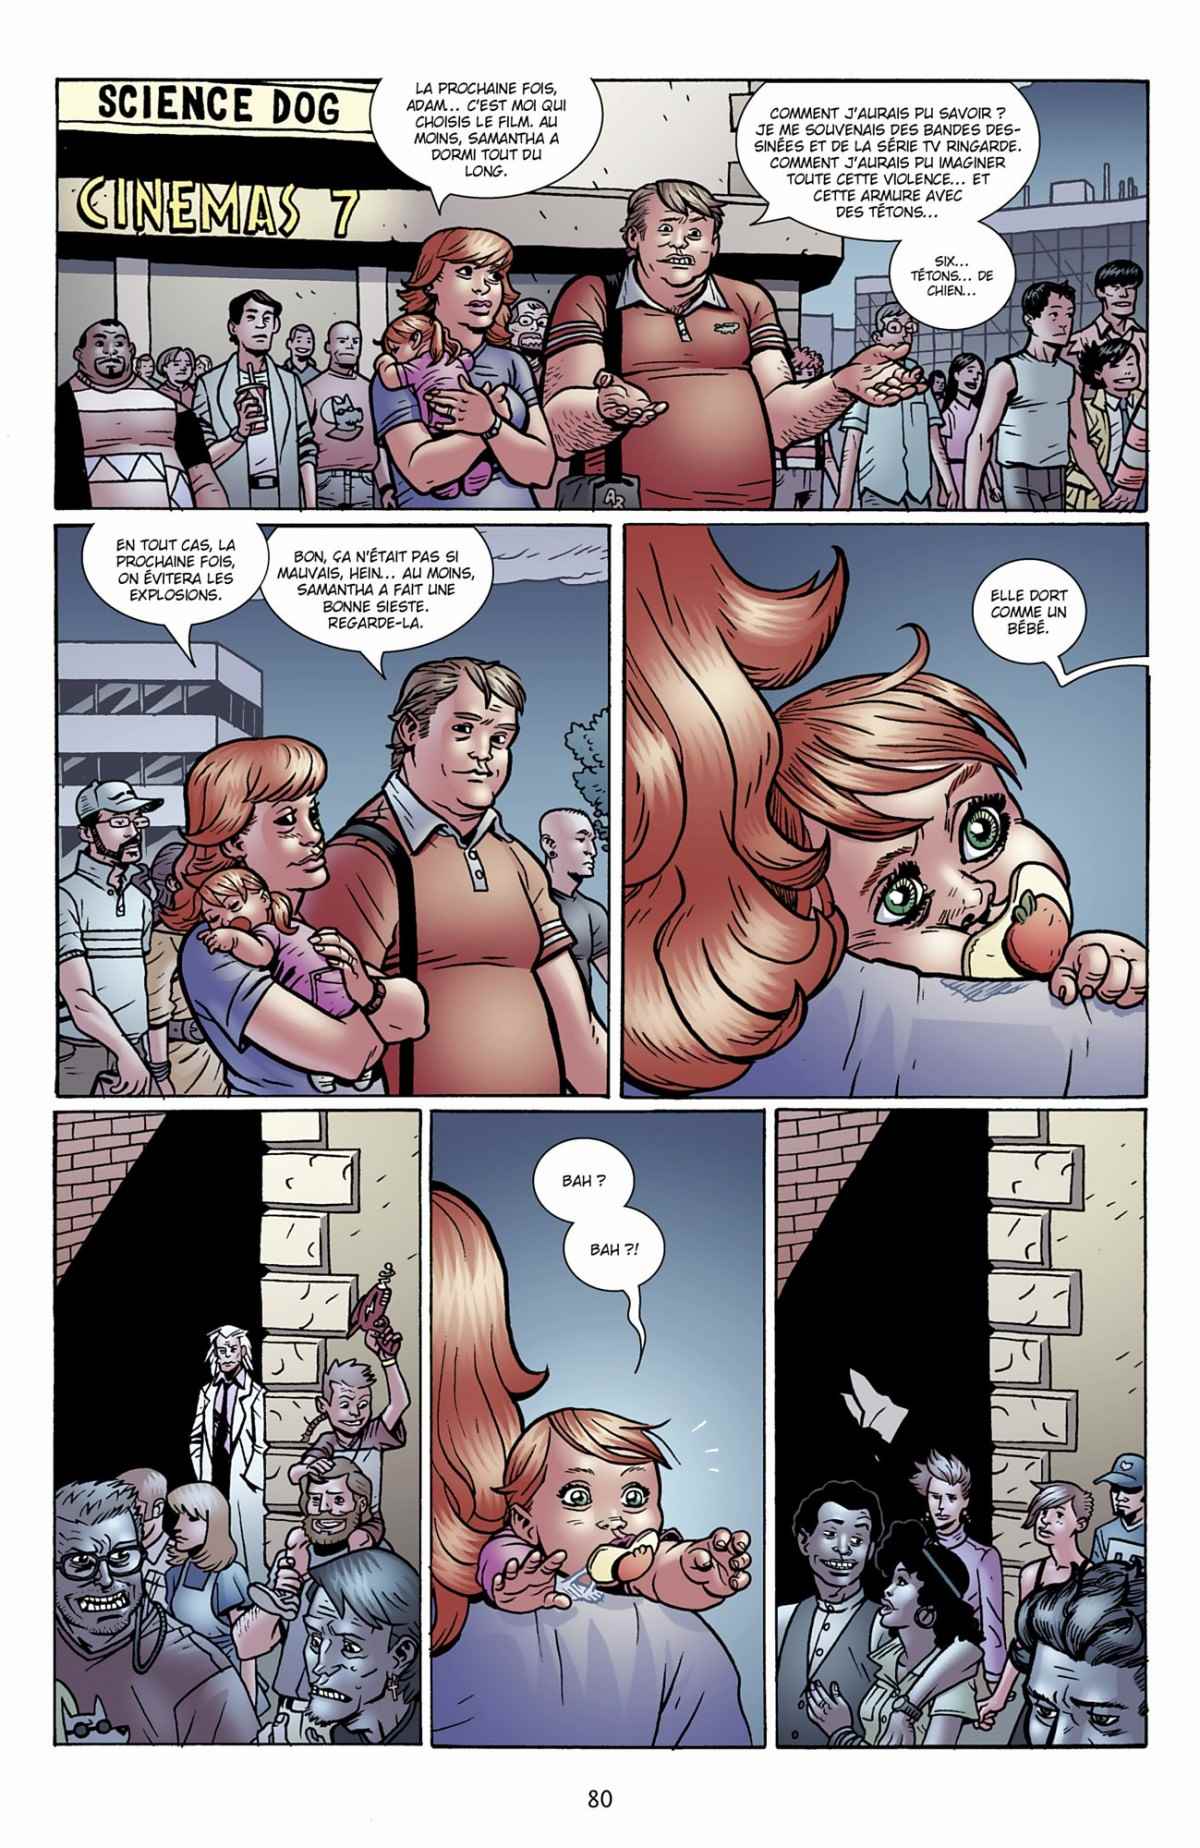 SCIENCE DOG
CINEMAS 7
LA PROCHAINE FOIS,
ADAM... C'EST MOI QUI
CHOISIS LE FILM. AU
MOINS, SAMANTHA A
DORMI TOUT DU
LONG.
COMMENT J'AURAIS PU SAVOIR ?
JE ME SOUVENAIS DES BANDES DES-
SINÉES ET DE LA SÉRIE TV RINGARDE.
COMMENT J'AURAIS PU IMAGINER
TOUTE CETTE VIOLENCE... ET
CETTE ARMURE AVEC
DES TÉTONS...
SIX...
TÉTONS... DE
CHIEN...
EN TOUT CAS, LA
PROCHAINE FOIS,
ON ÉVITERA LES
EXPLOSIONS.
BON, ÇA N'ÉTAIT PAS SI
MAUVAIS, HEIN... AU MOINS,
SAMANTHA A FAIT UNE
BONNE SIESTE.
REGARDE-LA.
ELLE DORT
COMME UN
BÉBÉ.
BAH ?
BAH ?!
80